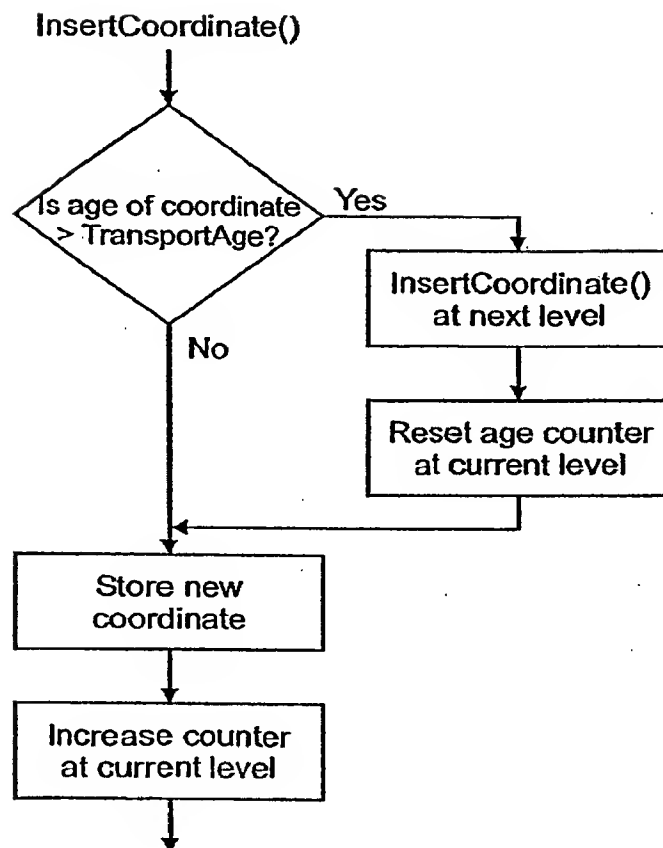 InsertCoordinate()
Is age of coordinate
> TransportAge?
Yes
InsertCoordinate()
at next level
No
Reset age counter
at current level
Store new
coordinate
Increase counter
at current level